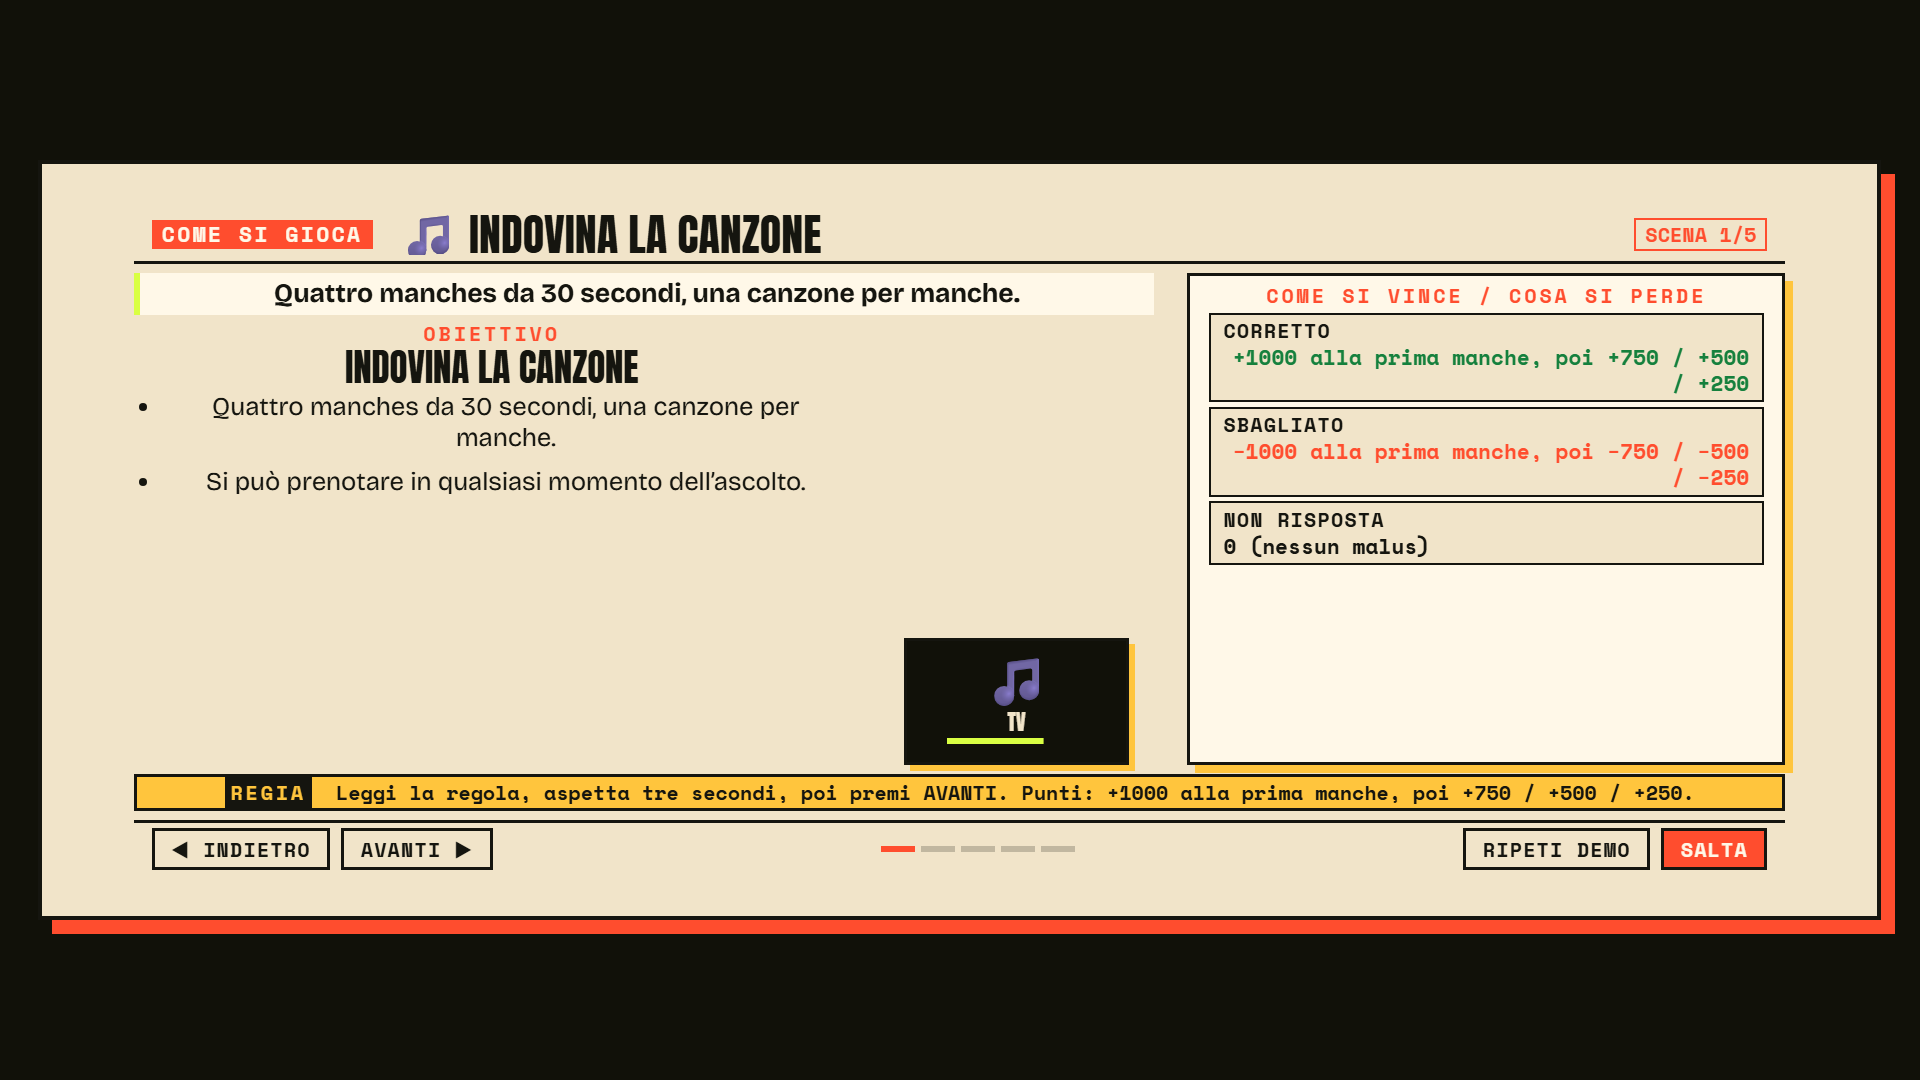 COME SI GIOCA
INDOVINA LA CANZONE
SCENA 1/5
Quattro manches da 30 secondi, una canzone per manche.
OBIETTIVO
INDOVINA LA CANZONE
• Quattro manches da 30 secondi, una canzone per
manche.
• Si può prenotare in qualsiasi momento dell’ascolto.
TV
COME SI VINCE / COSA SI PERDE
CORRETTO
+1000 alla prima manche, poi +750 / +500
/ +250
SBAGLIATO
-1000 alla prima manche, poi -750 / -500
/ -250
NON RISPOSTA
0 (nessun malus)
REGIA Leggi la regola, aspetta tre secondi, poi premi AVANTI. Punti: +1000 alla prima manche, poi +750 / +500 / +250.
◀ INDIETRO
AVANTI ▶
RIPETI DEMO
SALTA